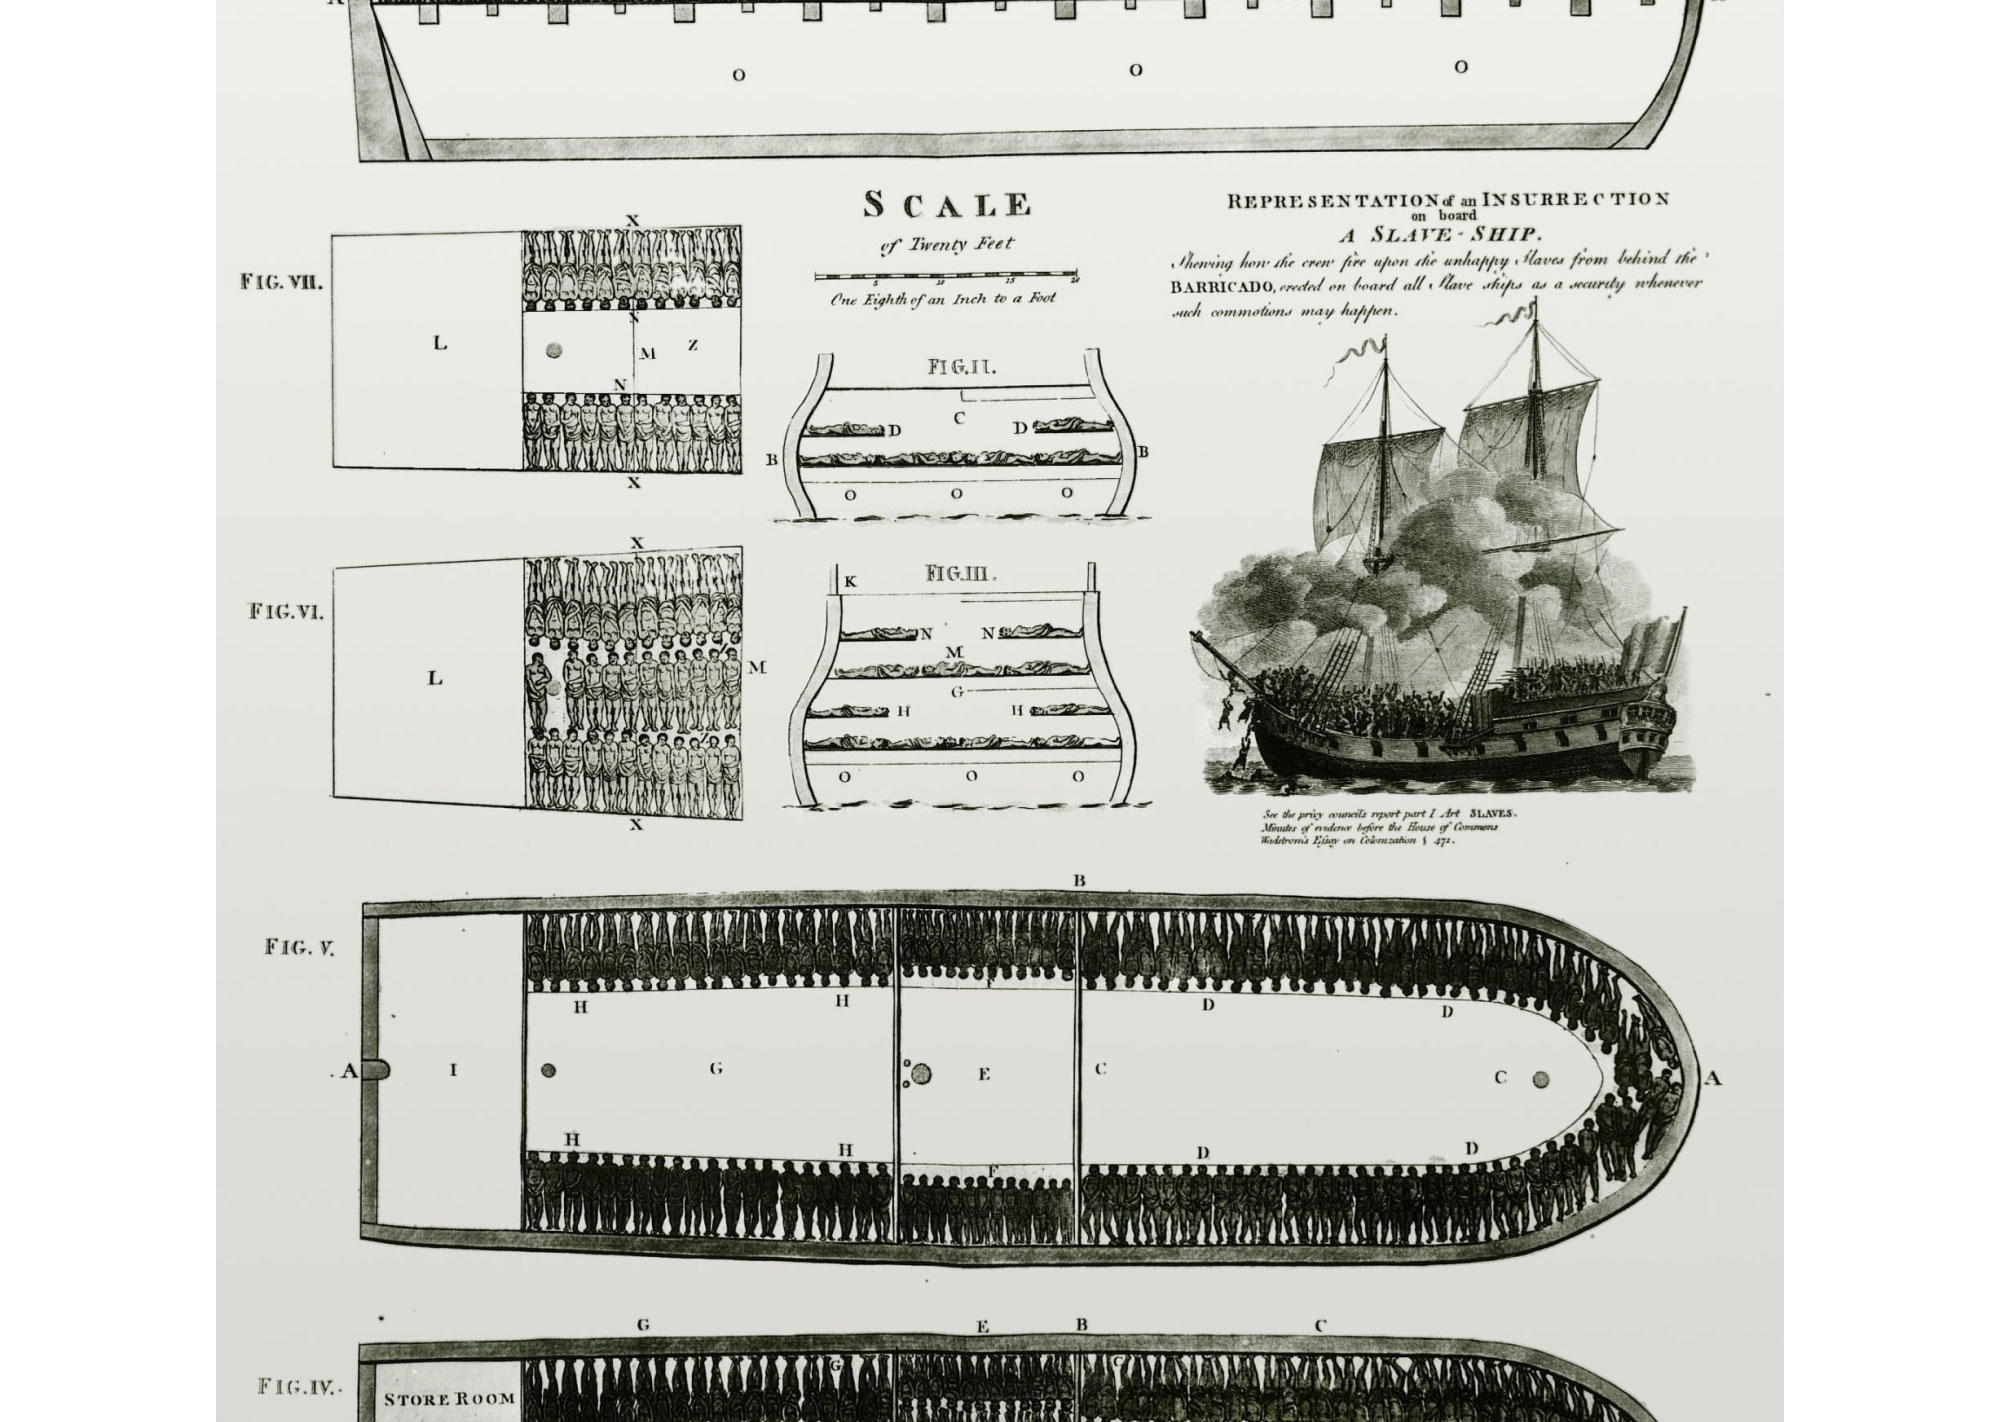 A
O O O
SCALE
of Twenty Feet
5 10 15 20
One Eighth of an Inch to a Foot
REPRESENTATION of an INSURRECTION
on board
A SLAVE-SHIP.
Shewing how the crew fire upon the unhappy Slaves from behind the
BARRICADO, erected on board all Slave ships as a security whenever
such commotions may happen.
FIG. VII.
X
L
N
M Z
N
X
FIG.II.
C
D D
B B
O O O
FIG.VI.
X
L
Z
M
Z
X
FIG.III.
K
N N
M
G
H H
O O O
See the privy councils report part I Art SLAVES.
Minutes of evidence before the House of Commons
Wadstrom's Essay on Colonization § 471.
FIG. V.
B
F
H H D D
A I G E C C A
H H D D
F
G E B C
FIG.IV.
G C
STORE ROOM